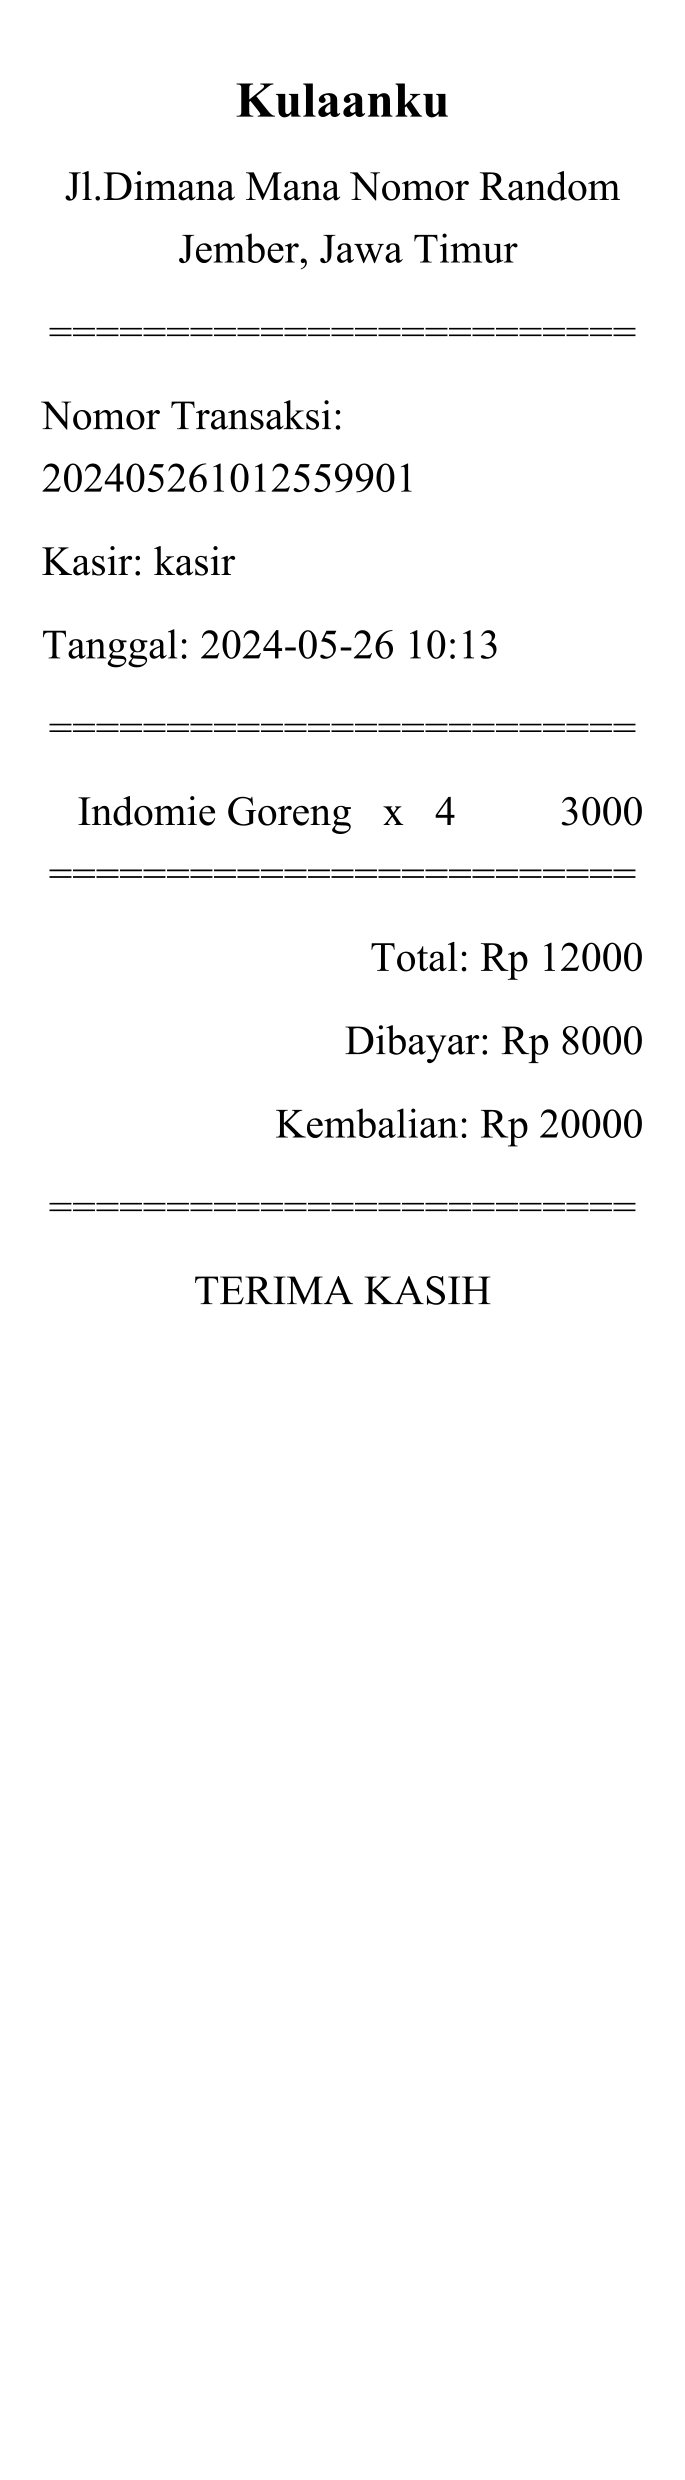 Kulaanku
Jl.Dimana Mana Nomor Random
Jember, Jawa Timur
=========================
Nomor Transaksi:
202405261012559901
Kasir: kasir
Tanggal: 2024-05-26 10:13
=========================
Indomie Goreng x 4 3000
=========================
Total: Rp 12000
Dibayar: Rp 8000
Kembalian: Rp 20000
=========================
TERIMA KASIH